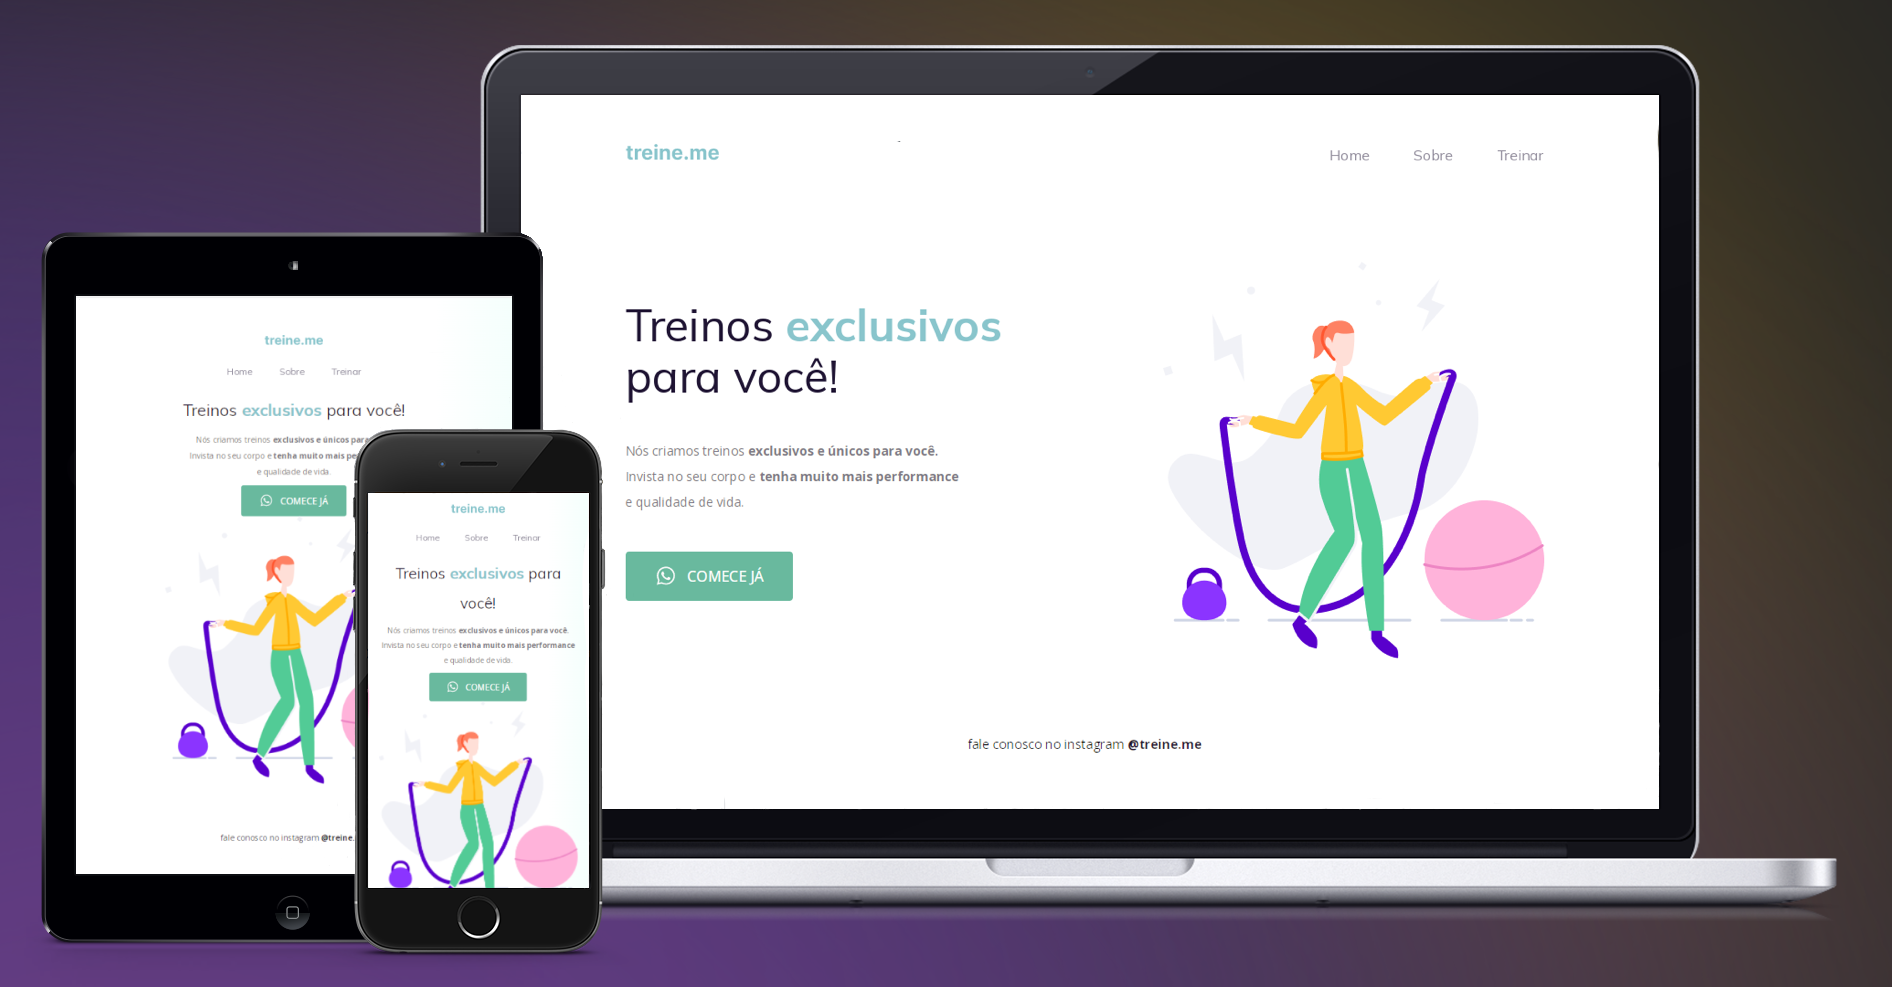 treine.me
Home Sobre Treinar
Treinos exclusivos
para você!
Nós criamos treinos exclusivos e únicos para você.
Invista no seu corpo e tenha muito mais performance
e qualidade de vida.
COMECE JÁ
fale conosco no instagram @treine.me
treine.me
Home Sobre Treinar
Treinos exclusivos para você!
Nós criamos treinos exclusivos e únicos par
Invista no seu corpo e tenha muito mais pe
e qualidade de vida.
COMECE JÁ
fale conosco no instagram @treine.
treine.me
Home Sobre Treinar
Treinos exclusivos para
você!
Nós criamos treinos exclusivos e únicos para você.
Invista no seu corpo e tenha muito mais performance
e qualidade de vida.
COMECE JÁ